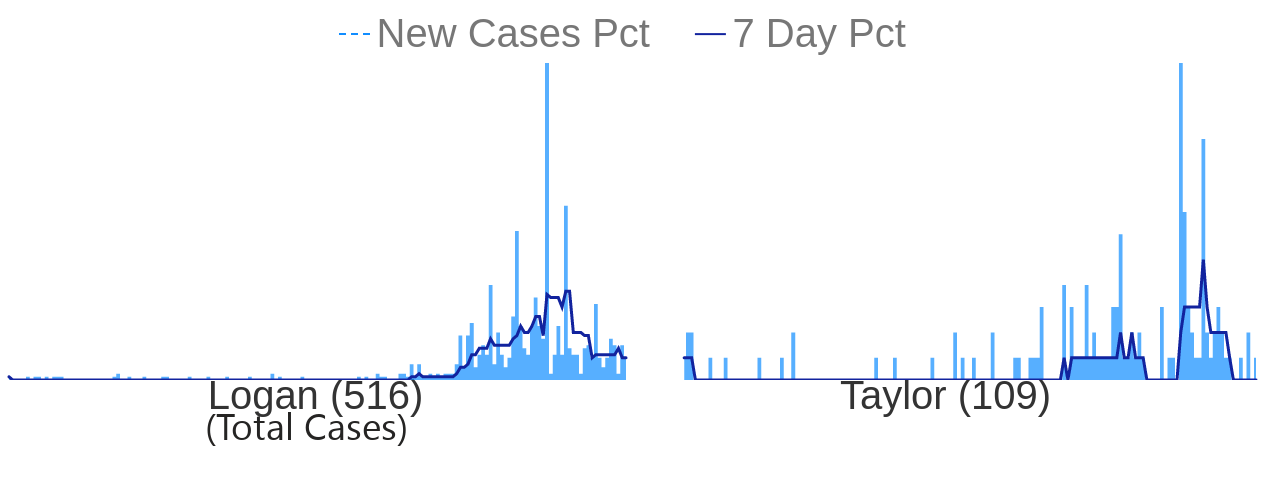 New Cases Pct
7 Day Pct
Logan (516)
(Total Cases)
Taylor (109)